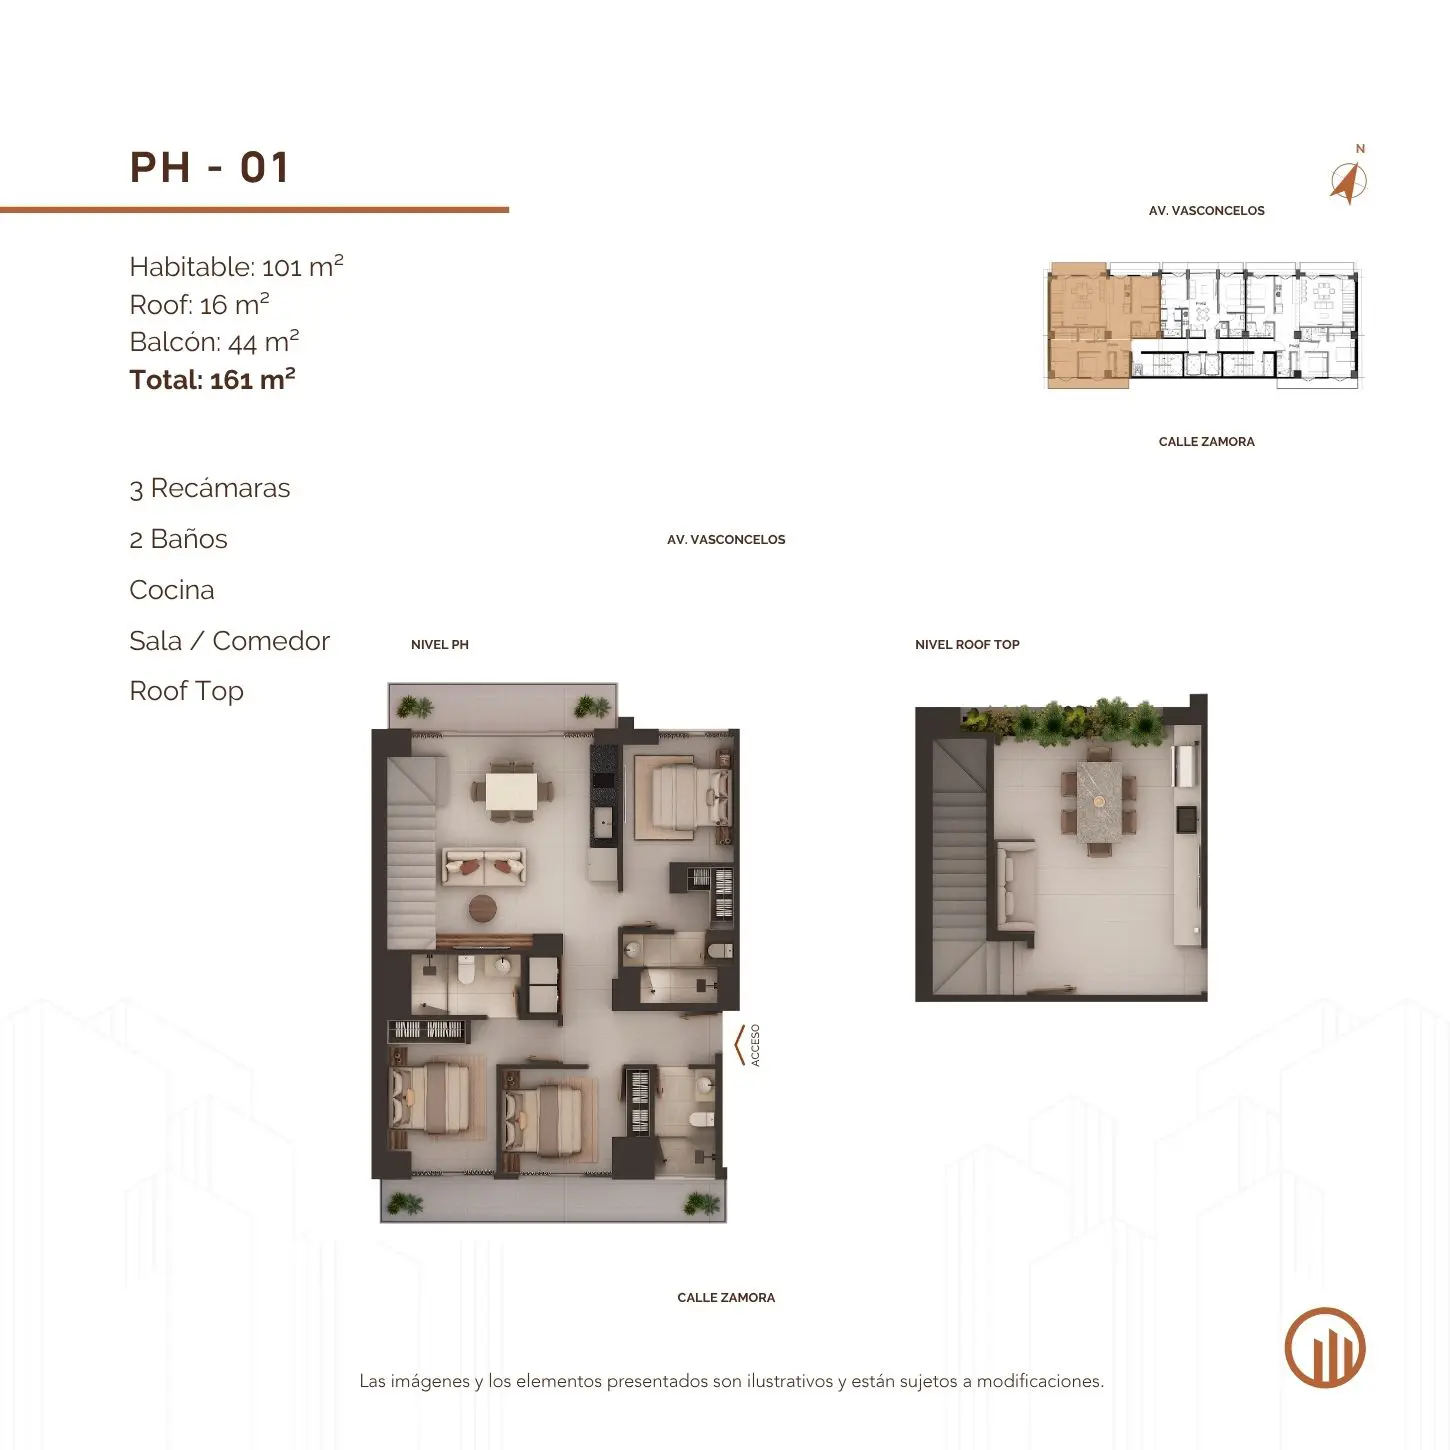 PH - 01
Habitable: 101 m²
Roof: 16 m²
Balcón: 44 m²
Total: 161 m²
3 Recámaras
2 Baños
Cocina
Sala / Comedor
Roof Top
N
AV. VASCONCELOS
CALLE ZAMORA
AV. VASCONCELOS
NIVEL PH
NIVEL ROOF TOP
ACCESO
CALLE ZAMORA
Las imágenes y los elementos presentados son ilustrativos y están sujetos a modificaciones.